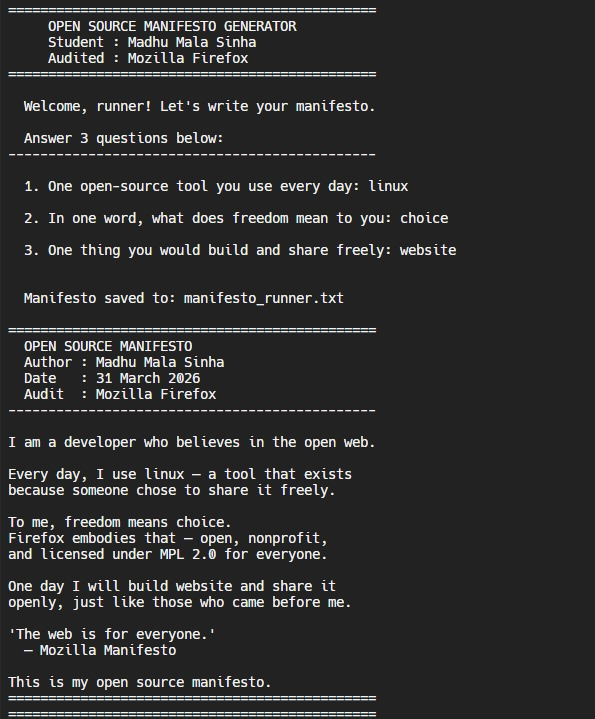 ==============================================
     OPEN SOURCE MANIFESTO GENERATOR
     Student : Madhu Mala Sinha
     Audited : Mozilla Firefox
==============================================
  Welcome, runner! Let's write your manifesto.
  Answer 3 questions below:
----------------------------------------------
  1. One open-source tool you use every day: linux
  2. In one word, what does freedom mean to you: choice
  3. One thing you would build and share freely: website
  Manifesto saved to: manifesto_runner.txt
==============================================
  OPEN SOURCE MANIFESTO
  Author : Madhu Mala Sinha
  Date   : 31 March 2026
  Audit  : Mozilla Firefox
----------------------------------------------
I am a developer who believes in the open web.
Every day, I use linux — a tool that exists
because someone chose to share it freely.
To me, freedom means choice.
Firefox embodies that — open, nonprofit,
and licensed under MPL 2.0 for everyone.
One day I will build website and share it
openly, just like those who came before me.
'The web is for everyone.'
  — Mozilla Manifesto
This is my open source manifesto.
==============================================
==============================================